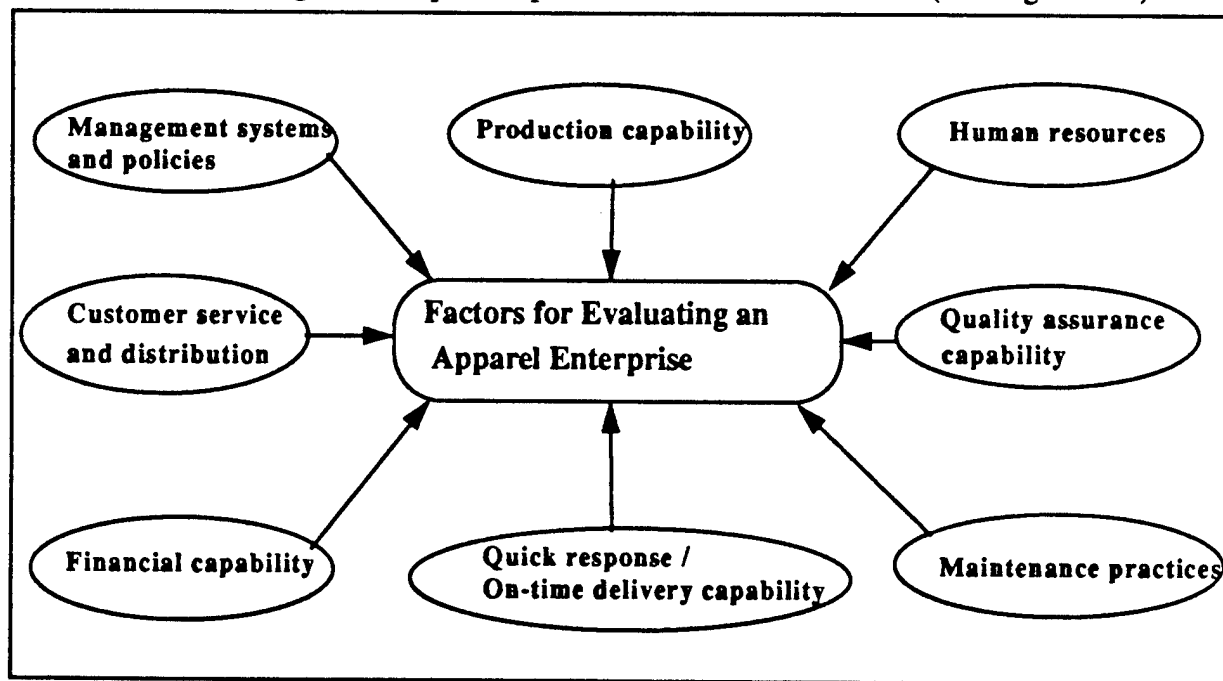 Management systems
and policies
Production capability
Human resources
Customer service
and distribution
Factors for Evaluating an
Apparel Enterprise
Quality assurance
capability
Financial capability
Quick response /
On-time delivery capability
Maintenance practices